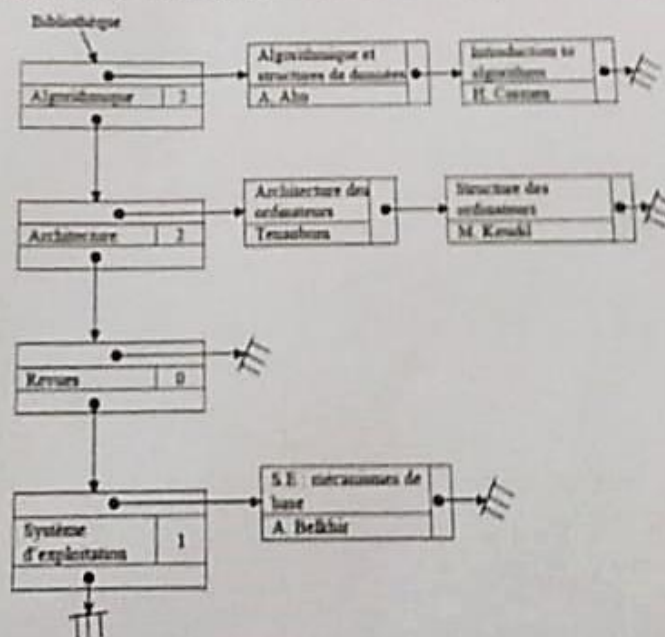 Bibliothèque
Algorithmique et
structures de données
A. Aho
Introduction to
algorithms
H. Cormen
Algorithmique 2
Architecture des
ordinateurs
Structure des
ordinateurs
M. Koudil
Architecture 2
Revues 0
S.E : mécanismes de
base
A. Belkhir
Système
d'exploitation 1